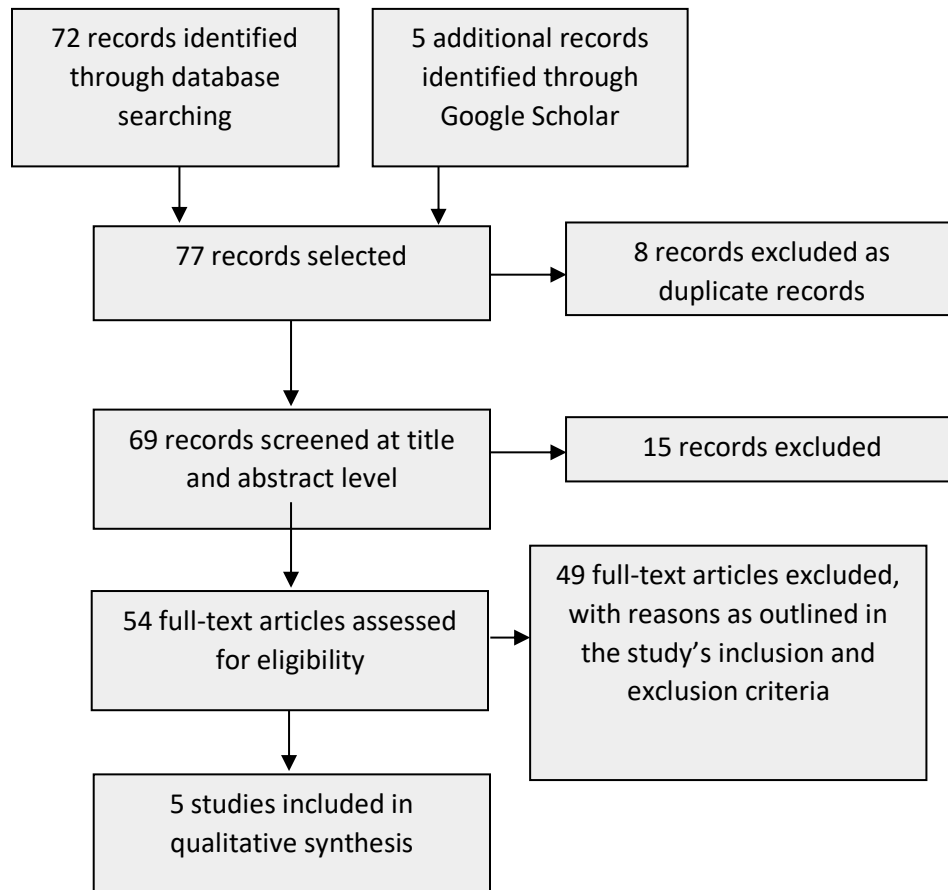 72 records identified
through database
searching
5 additional records
identified through
Google Scholar
77 records selected
8 records excluded as
duplicate records
69 records screened at title
and abstract level
15 records excluded
54 full-text articles assessed
for eligibility
49 full-text articles excluded,
with reasons as outlined in
the study’s inclusion and
exclusion criteria
5 studies included in
qualitative synthesis